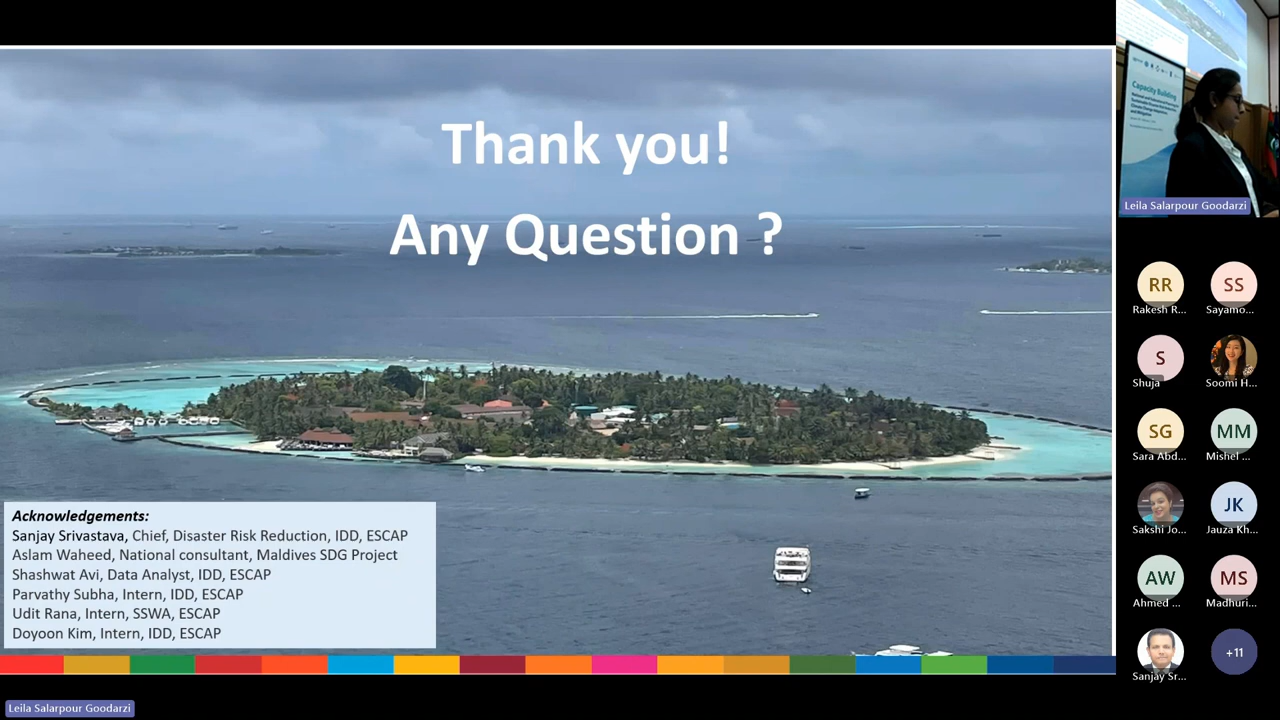 Thank you!
Any Question ?
Acknowledgements:
Sanjay Srivastava, Chief, Disaster Risk Reduction, IDD, ESCAP
Aslam Waheed, National consultant, Maldives SDG Project
Shashwat Avi, Data Analyst, IDD, ESCAP
Parvathy Subha, Intern, IDD, ESCAP
Udit Rana, Intern, SSWA, ESCAP
Doyoon Kim, Intern, IDD, ESCAP
Leila Salarpour Goodarzi
Capacity Building
Leila Salarpour Goodarzi
RR
SS
Rakesh R...
Sayamo...
S
Shuja
Soomi H...
SG
MM
Sara Abd...
Mishel ...
JK
Sakshi Jo...
Jauza Kh...
AW
MS
Ahmed ...
Madhuri...
+11
Sanjay Sr...